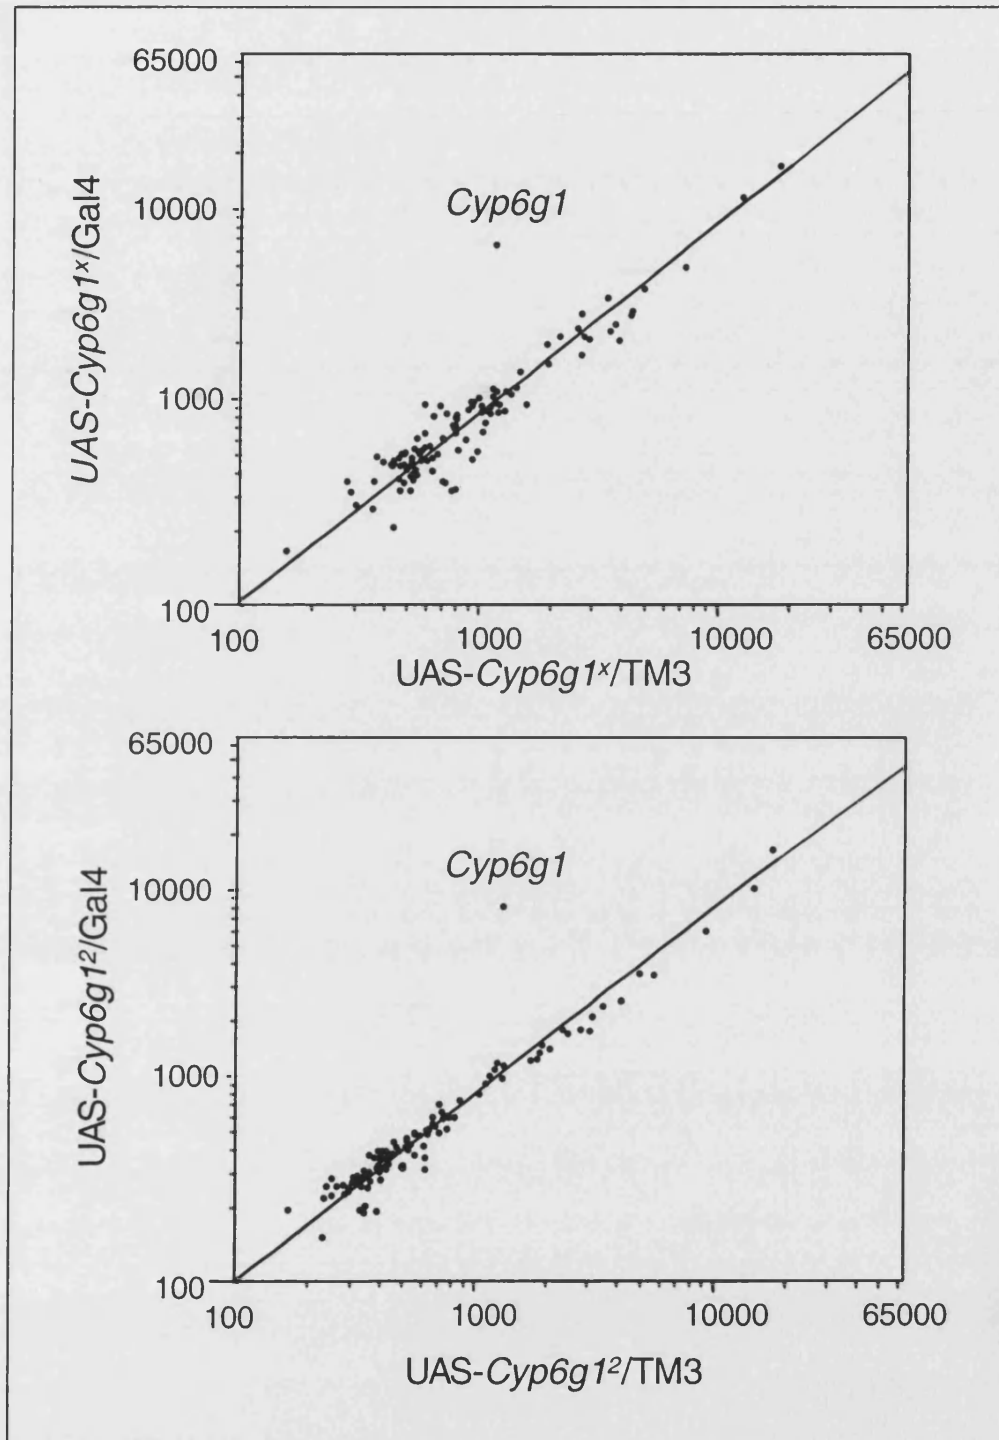 65000
10000
1000
100
UAS-Cyp6g1ˣ/Gal4
Cyp6g1
100 1000 10000 65000
UAS-Cyp6g1ˣ/TM3
65000
10000
1000
100
UAS-Cyp6g1²/Gal4
Cyp6g1
100 1000 10000 65000
UAS-Cyp6g1²/TM3